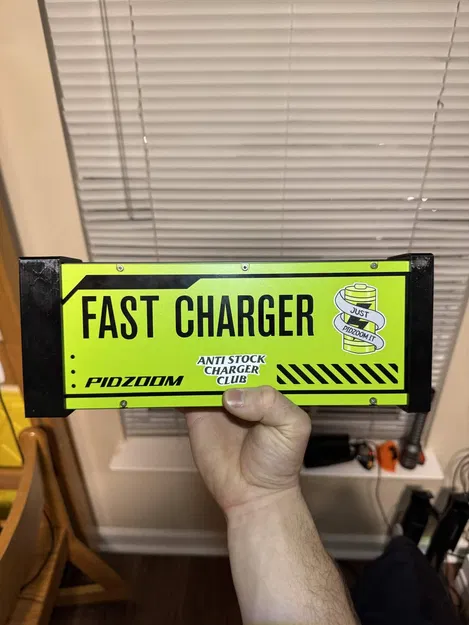 FAST CHARGER
JUST
PIDZOOM IT
ANTI STOCK
CHARGER
CLUB
PIDZOOM